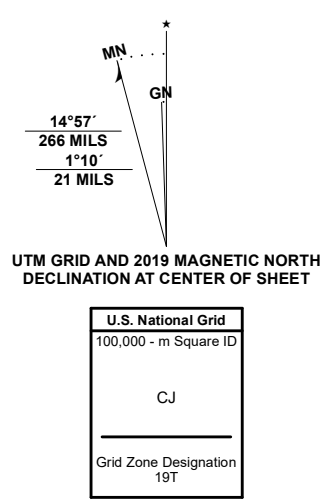 MN
GN
14°57´
266 MILS
1°10´
21 MILS
UTM GRID AND 2019 MAGNETIC NORTH
DECLINATION AT CENTER OF SHEET
U.S. National Grid
100,000 - m Square ID
CJ
Grid Zone Designation
19T